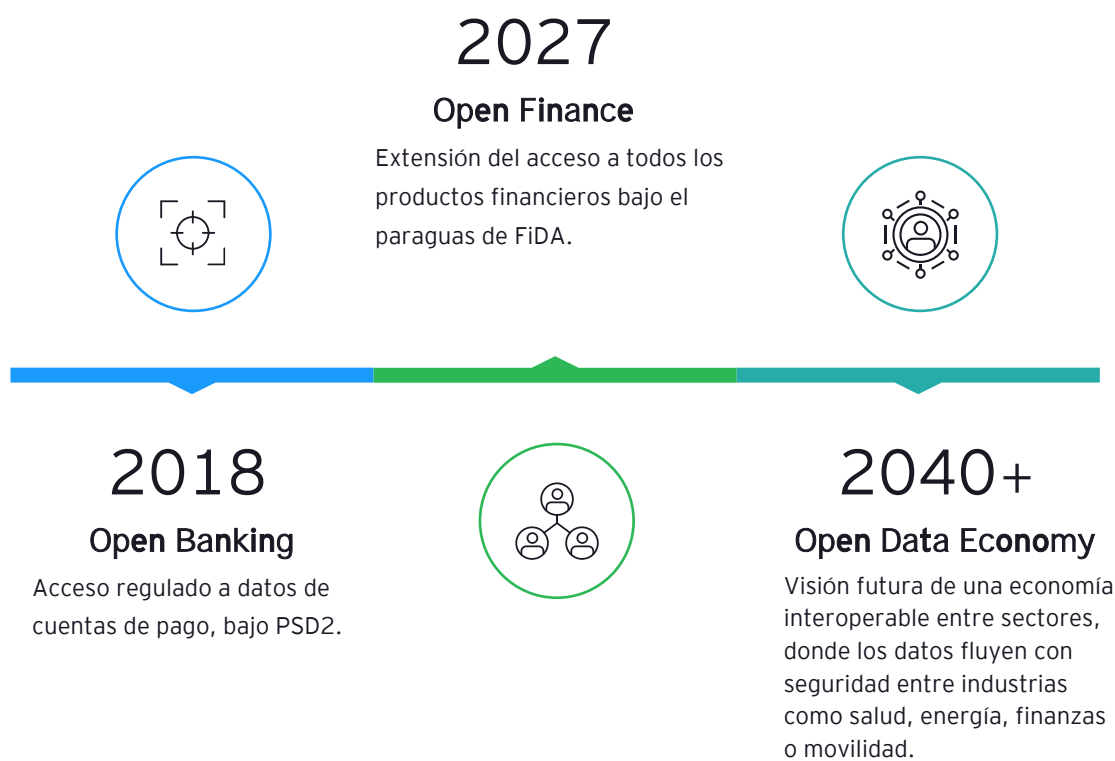 2027
Open Finance
Extensión del acceso a todos los
productos financieros bajo el
paraguas de FiDA.
2018
Open Banking
Acceso regulado a datos de
cuentas de pago, bajo PSD2.
2040+
Open Data Economy
Visión futura de una economía
interoperable entre sectores,
donde los datos fluyen con
seguridad entre industrias
como salud, energía, finanzas
o movilidad.